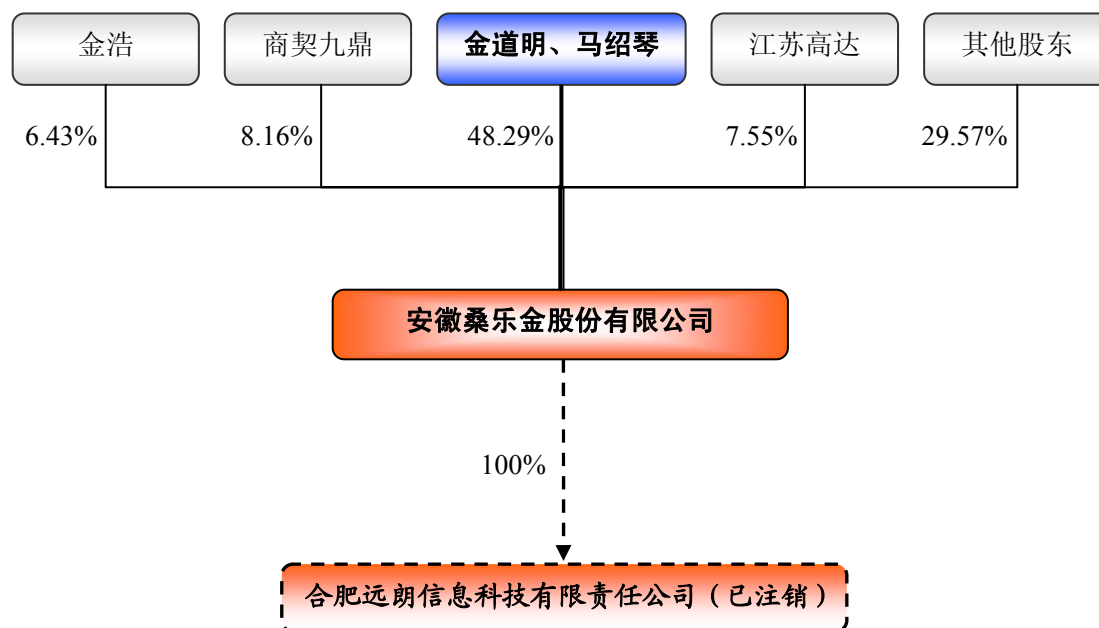 金浩
商契九鼎
金道明、马绍琴
江苏高达
其他股东
6.43%
8.16%
48.29%
7.55%
29.57%
安徽桑乐金股份有限公司
100%
合肥远朗信息科技有限责任公司（已注销）